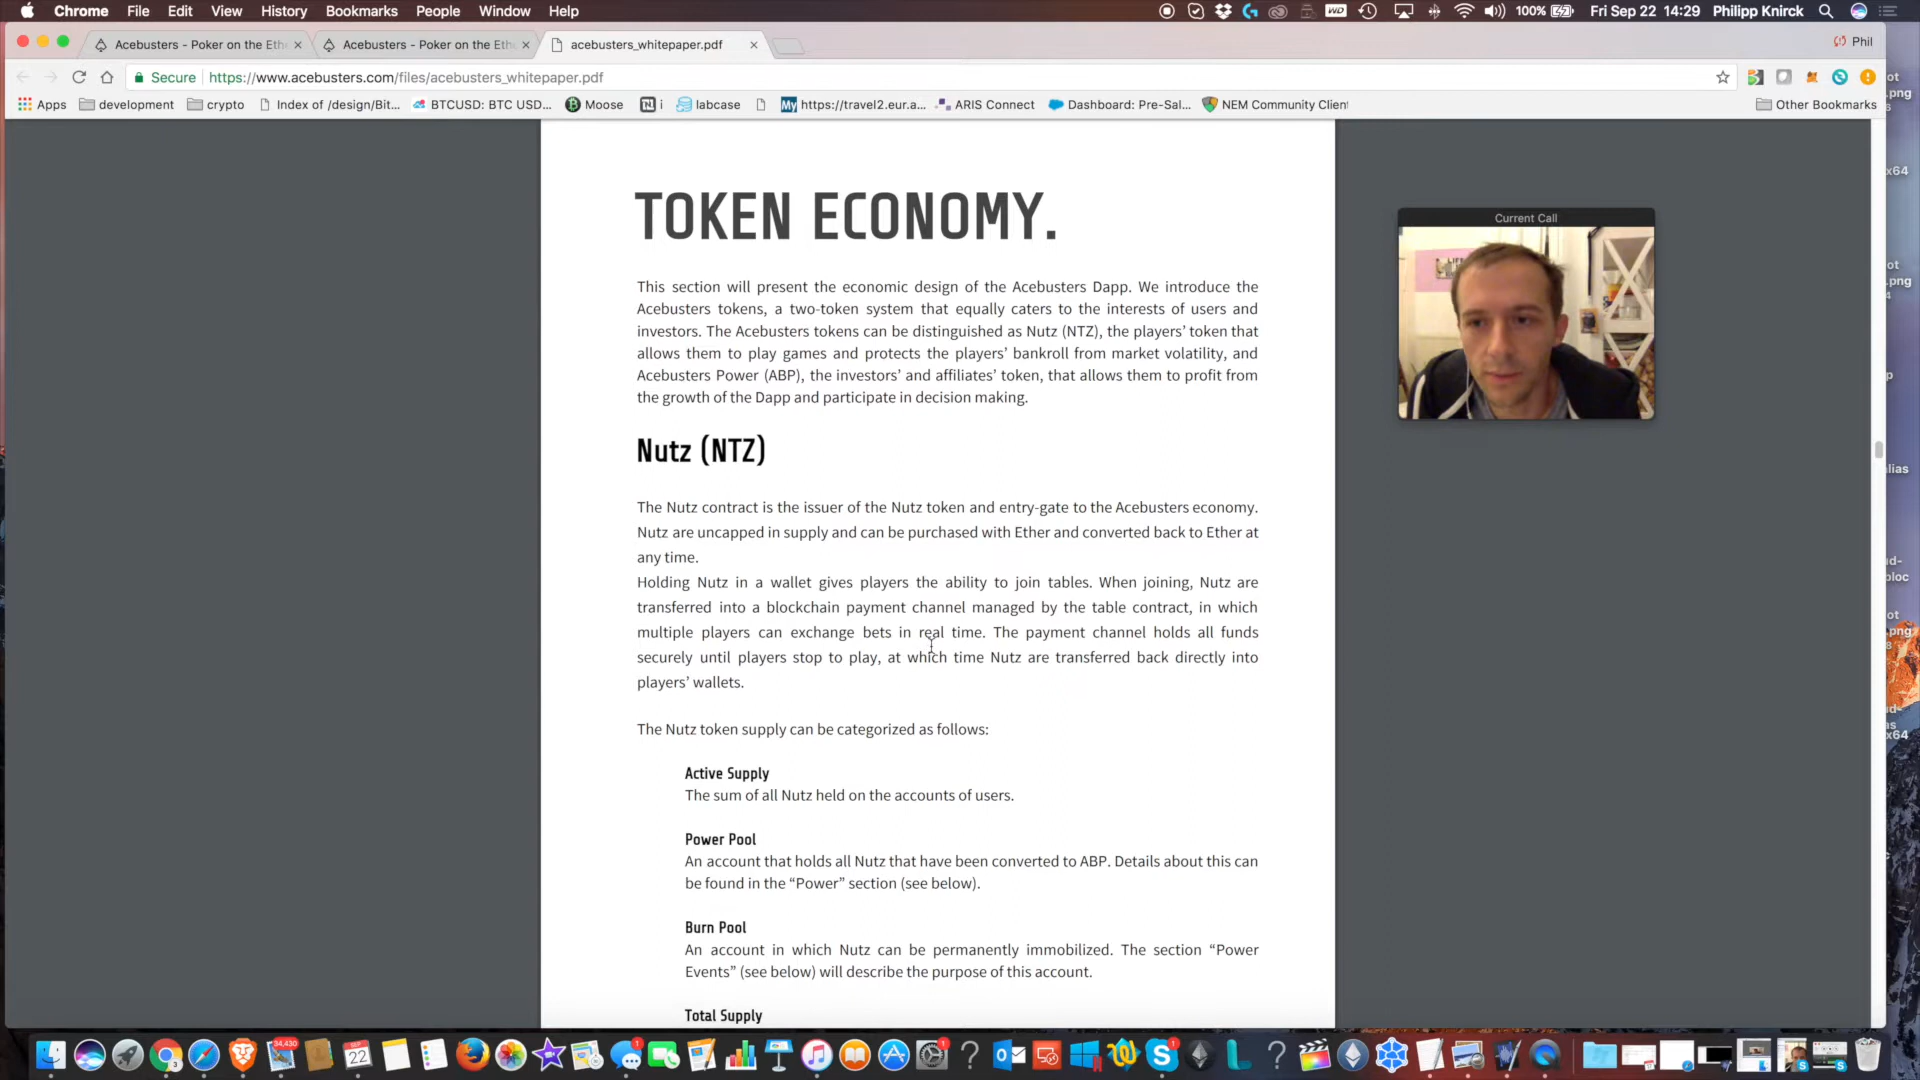 Chrome File Edit View History Bookmarks People Window Help 100% Fri Sep 22 14:29 Philipp Knirck
Acebusters - Poker on the Eth Acebusters - Poker on the Eth acebusters_whitepaper.pdf Phil
Secure https://www.acebusters.com/files/acebusters_whitepaper.pdf
Apps development crypto Index of /design/Bit... BTCUSD: BTC USD... Moose i labcase https://travel2.eur.a... ARIS Connect Dashboard: Pre-Sal... NEM Community Client Other Bookmarks
TOKEN ECONOMY.
Current Call
This section will present the economic design of the Acebusters Dapp. We introduce the
Acebusters tokens, a two-token system that equally caters to the interests of users and
investors. The Acebusters tokens can be distinguished as Nutz (NTZ), the players’ token that
allows them to play games and protects the players’ bankroll from market volatility, and
Acebusters Power (ABP), the investors’ and affiliates’ token, that allows them to profit from
the growth of the Dapp and participate in decision making.
Nutz (NTZ)
The Nutz contract is the issuer of the Nutz token and entry-gate to the Acebusters economy.
Nutz are uncapped in supply and can be purchased with Ether and converted back to Ether at
any time.
Holding Nutz in a wallet gives players the ability to join tables. When joining, Nutz are
transferred into a blockchain payment channel managed by the table contract, in which
multiple players can exchange bets in real time. The payment channel holds all funds
securely until players stop to play, at which time Nutz are transferred back directly into
players’ wallets.
The Nutz token supply can be categorized as follows:
Active Supply
The sum of all Nutz held on the accounts of users.
Power Pool
An account that holds all Nutz that have been converted to ABP. Details about this can
be found in the “Power” section (see below).
Burn Pool
An account in which Nutz can be permanently immobilized. The section “Power
Events” (see below) will describe the purpose of this account.
Total Supply